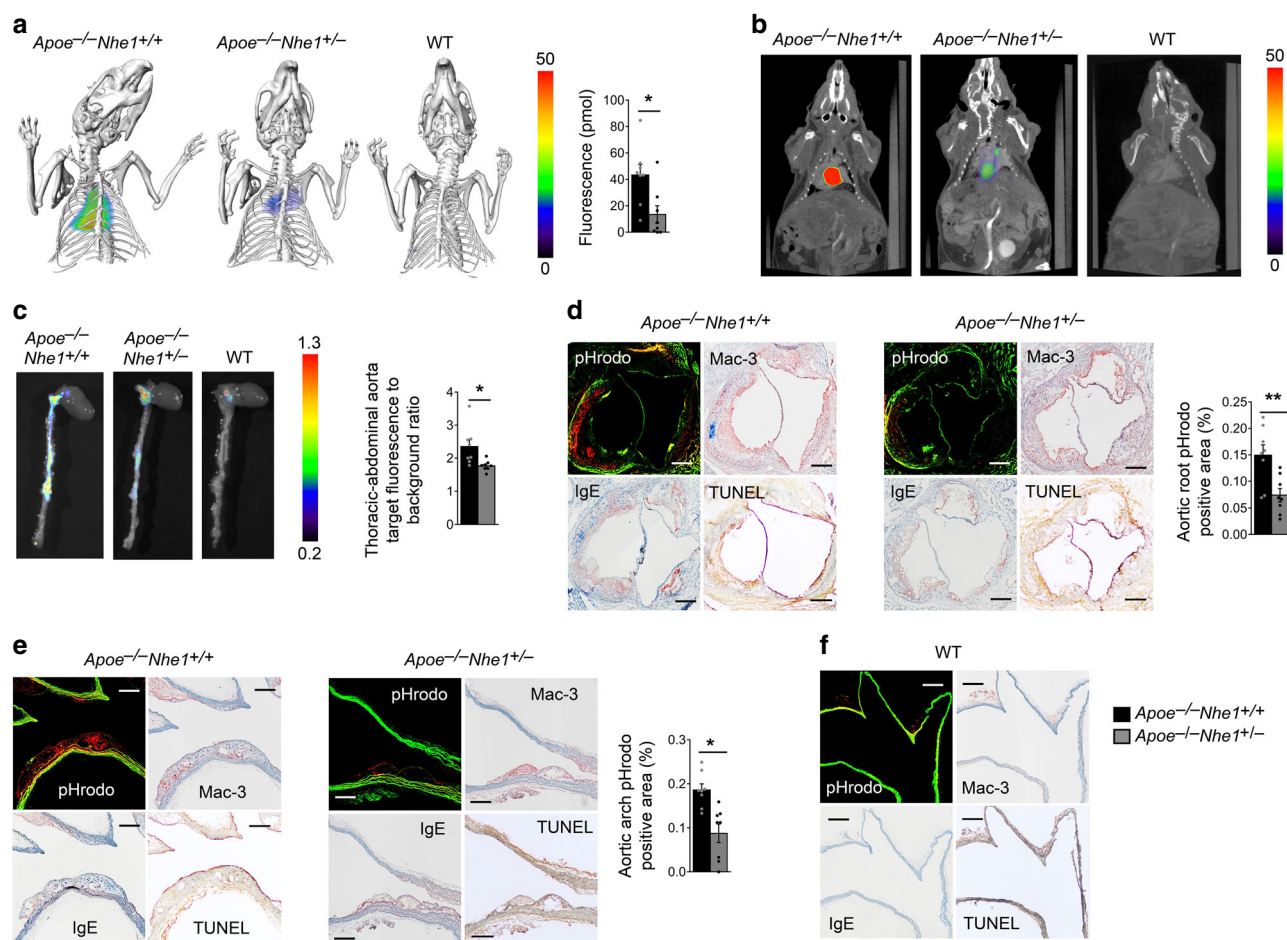 a
Apoe−/−Nhe1+/+
Apoe−/−Nhe1+/−
WT
50
0
Fluorescence (pmol)
100
80
60
40
20
0
*
b
Apoe−/−Nhe1+/+
Apoe−/−Nhe1+/−
WT
50
0
c
Apoe−/−
Nhe1+/+
Apoe−/−
Nhe1+/−
WT
1.3
0.2
Thoracic-abdominal aorta
target fluorescence to
background ratio
4
3
2
1
0
*
d
Apoe−/−Nhe1+/+
Apoe−/−Nhe1+/−
pHrodo
Mac-3
IgE
TUNEL
pHrodo
Mac-3
IgE
TUNEL
Aortic root pHrodo
positive area (%)
0.25
0.20
0.15
0.10
0.05
0.00
**
e
Apoe−/−Nhe1+/+
Apoe−/−Nhe1+/−
pHrodo
Mac-3
IgE
TUNEL
pHrodo
Mac-3
IgE
TUNEL
Aortic arch pHrodo
positive area (%)
0.3
0.2
0.1
0.0
*
f
WT
pHrodo
Mac-3
IgE
TUNEL
Apoe−/−Nhe1+/+
Apoe−/−Nhe1+/−